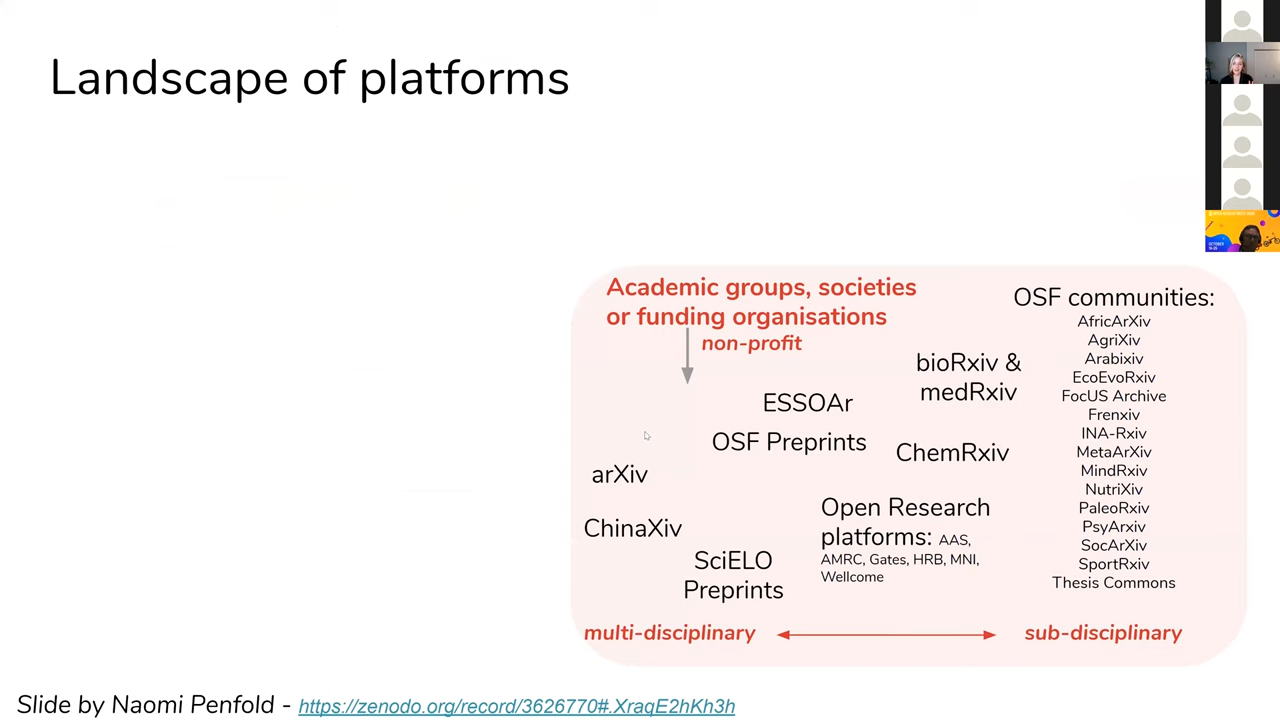 Landscape of platforms
Academic groups, societies
or funding organisations
non-profit
OSF communities:
AfricArXiv
AgriXiv
Arabixiv
EcoEvoRxiv
FocUS Archive
Frenxiv
INA-Rxiv
MetaArXiv
MindRxiv
NutriXiv
PaleoRxiv
PsyArxiv
SocArXiv
SportRxiv
Thesis Commons
bioRxiv &
medRxiv
ESSOAr
OSF Preprints
ChemRxiv
arXiv
Open Research
platforms: AAS,
AMRC, Gates, HRB, MNI,
Wellcome
ChinaXiv
SciELO
Preprints
multi-disciplinary
sub-disciplinary
Slide by Naomi Penfold - https://zenodo.org/record/3626770#.XraqE2hKh3h